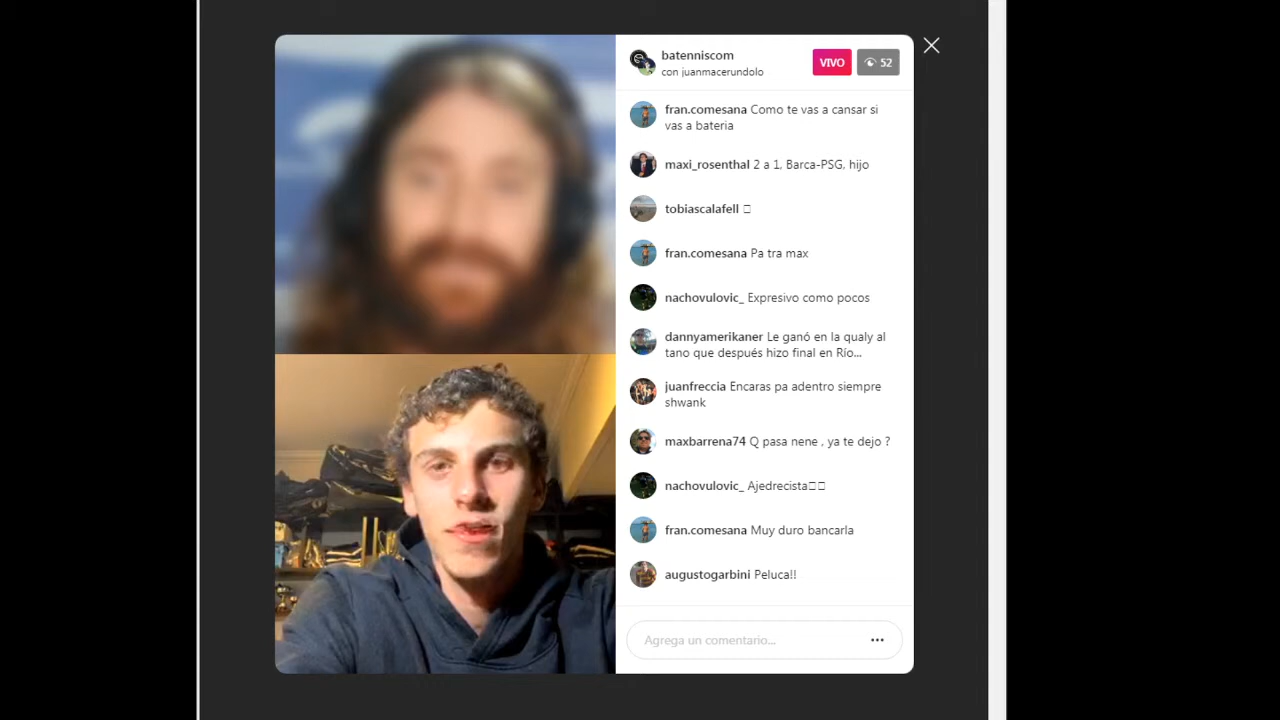 batenniscom
con juanmacerundolo
VIVO
52
fran.comesana Como te vas a cansar si
vas a bateria
maxi_rosenthal 2 a 1, Barca-PSG, hijo
tobiascalafell
fran.comesana Pa tra max
nachovulovic_ Expresivo como pocos
dannyamerikaner Le ganó en la qualy al
tano que después hizo final en Río...
juanfreccia Encaras pa adentro siempre
shwank
maxbarrena74 Q pasa nene , ya te dejo ?
nachovulovic_ Ajedrecista
fran.comesana Muy duro bancarla
augustogarbini Peluca!!
Agrega un comentario...